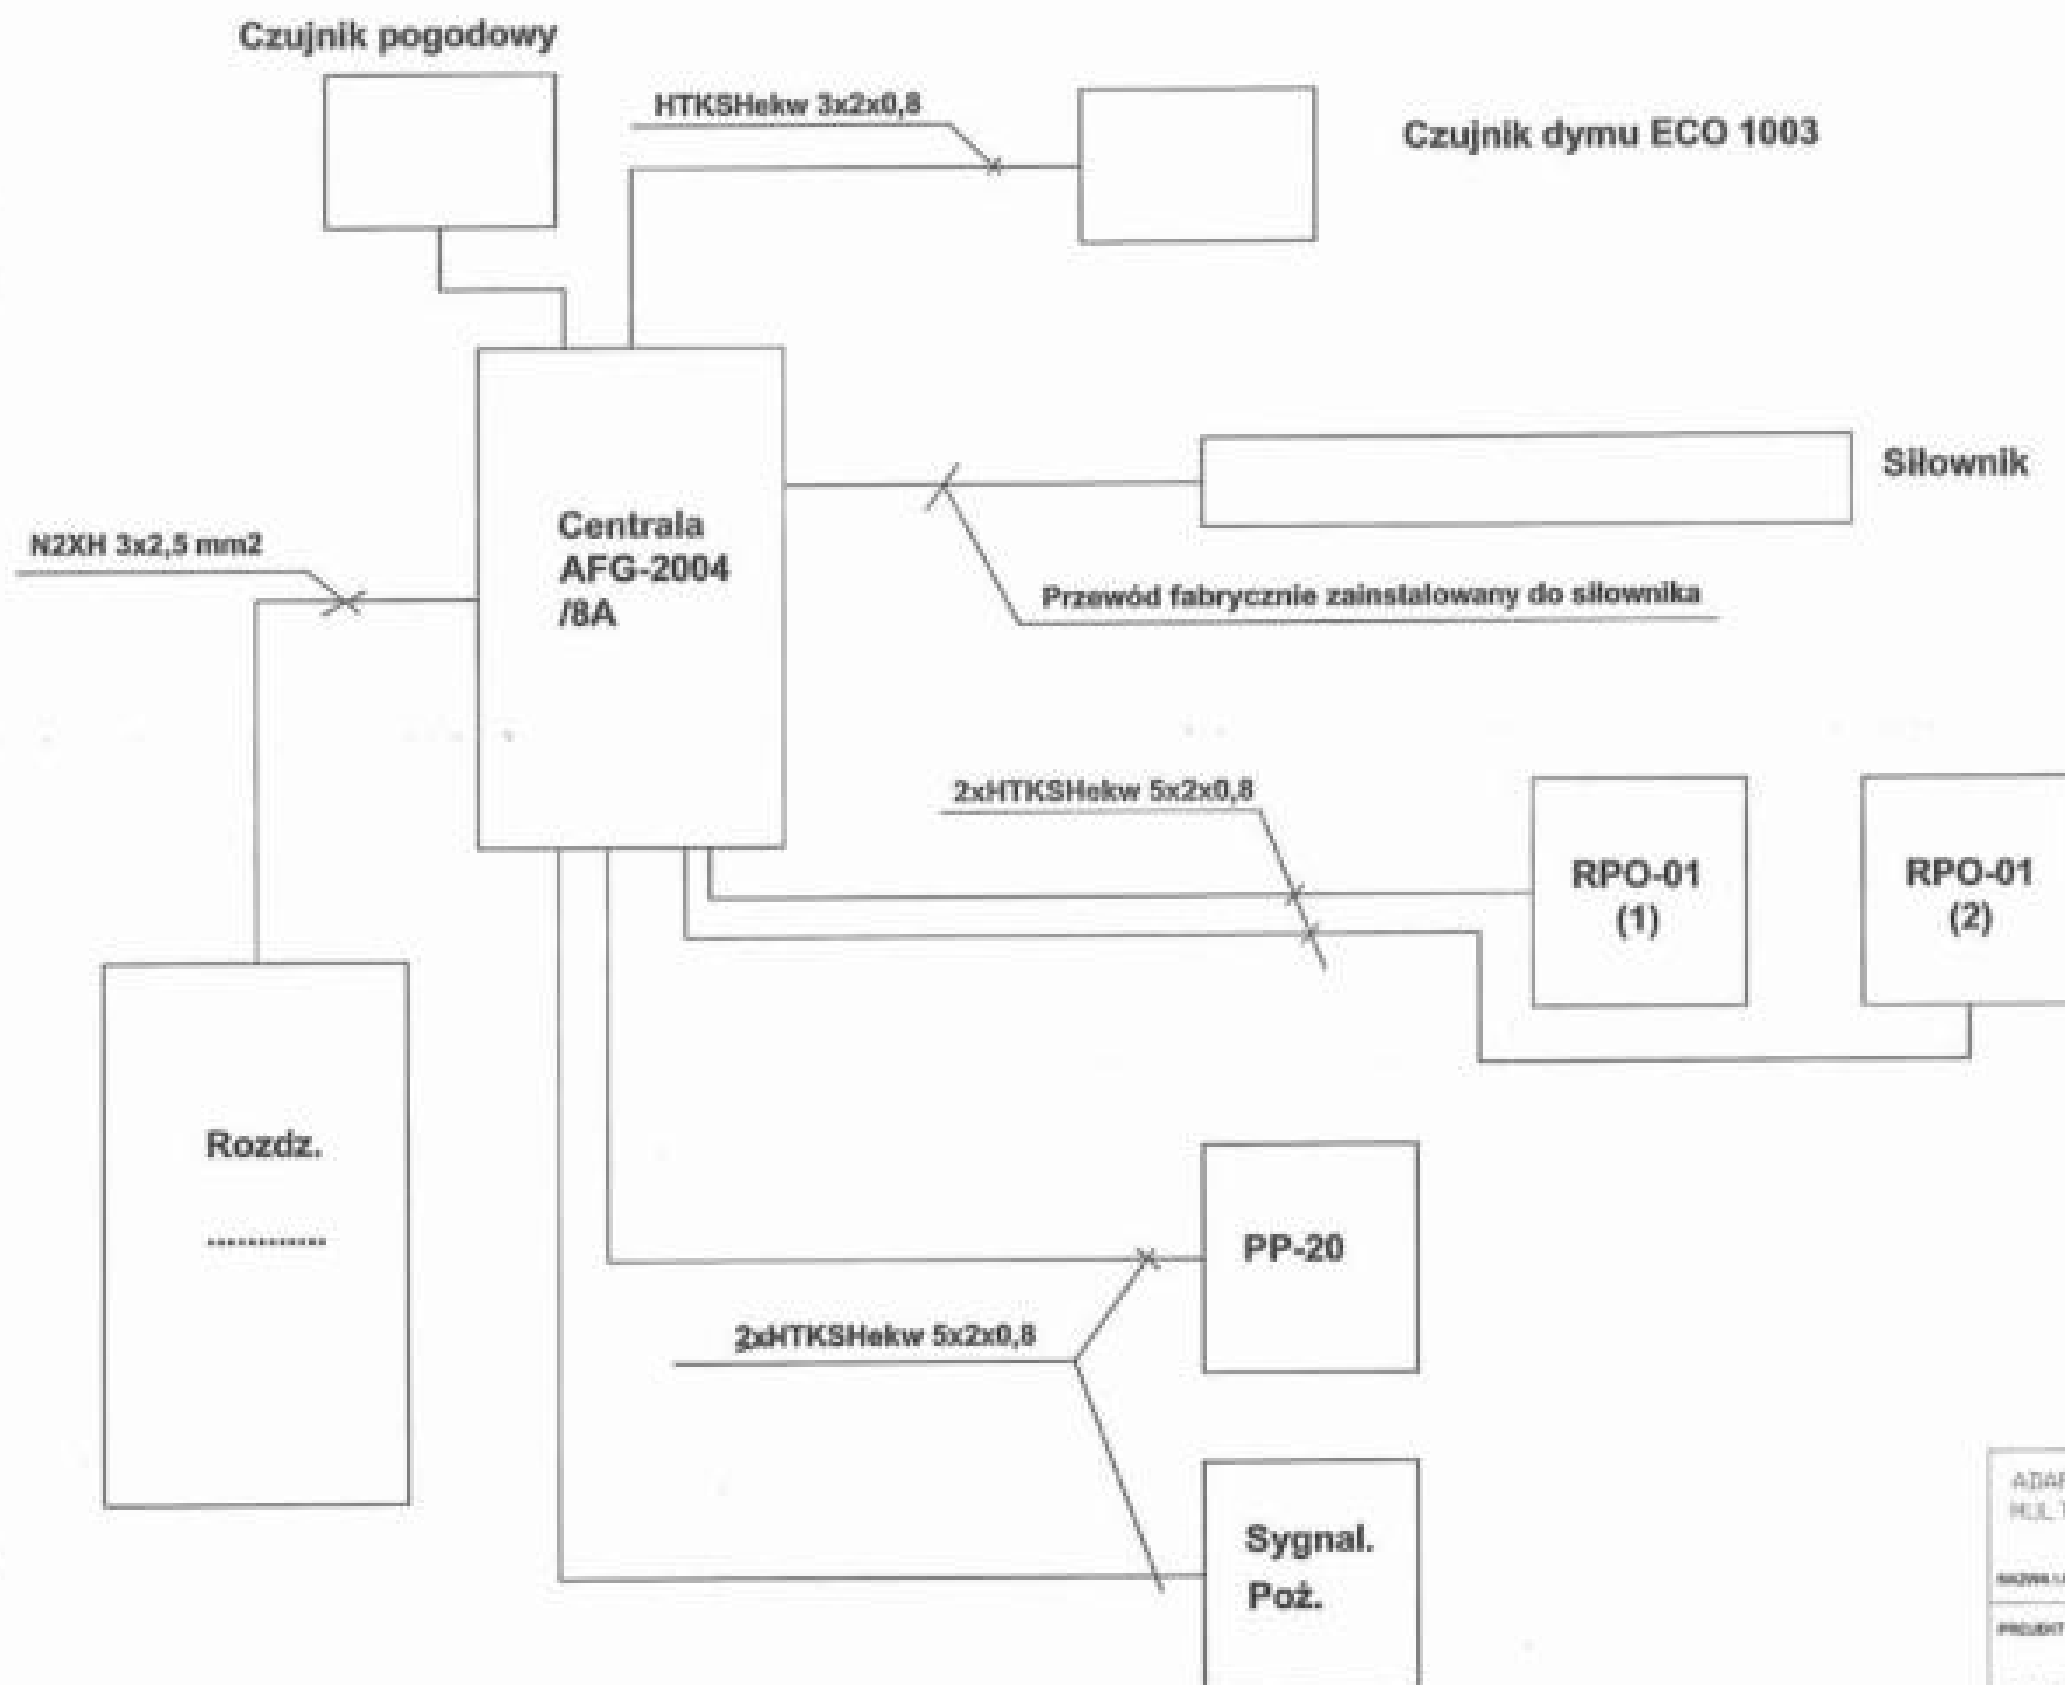 Czujnik pogodowy
HTKSHekw 3x2x0,8
Czujnik dymu ECO 1003
Siłownik
N2XH 3x2,5 mm2
Centrala
AFG-2004
/8A
Przewód fabrycznie zainstalowany do siłownika
2xHTKSHekw 5x2x0,8
RPO-01
(1)
RPO-01
(2)
Rozdz.
............
PP-20
2xHTKSHekw 5x2x0,8
Sygnal.
Poż.
PROJEKT